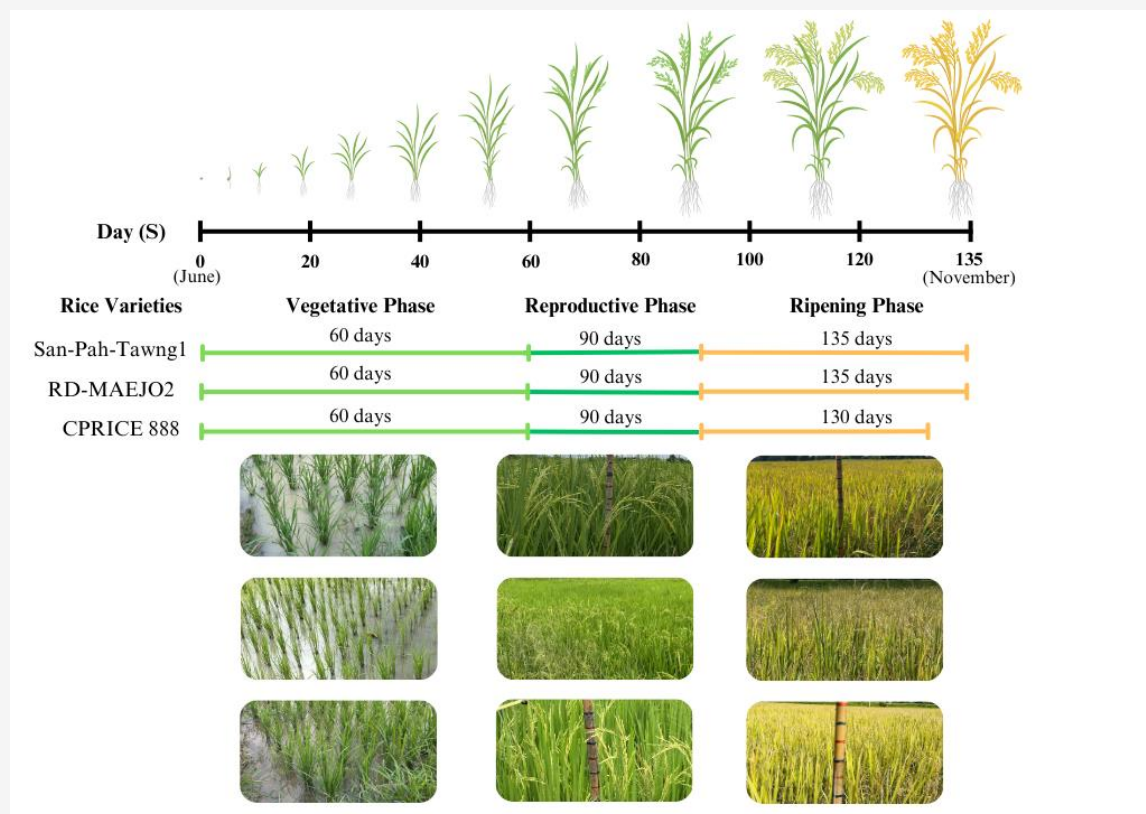 Day (S)
0 20 40 60 80 100 120 135
(June) (November)
Rice Varieties Vegetative Phase Reproductive Phase Ripening Phase
60 days 90 days 135 days
San-Pah-Tawng1
60 days 90 days 135 days
RD-MAEJO2
60 days 90 days 130 days
CPRICE 888